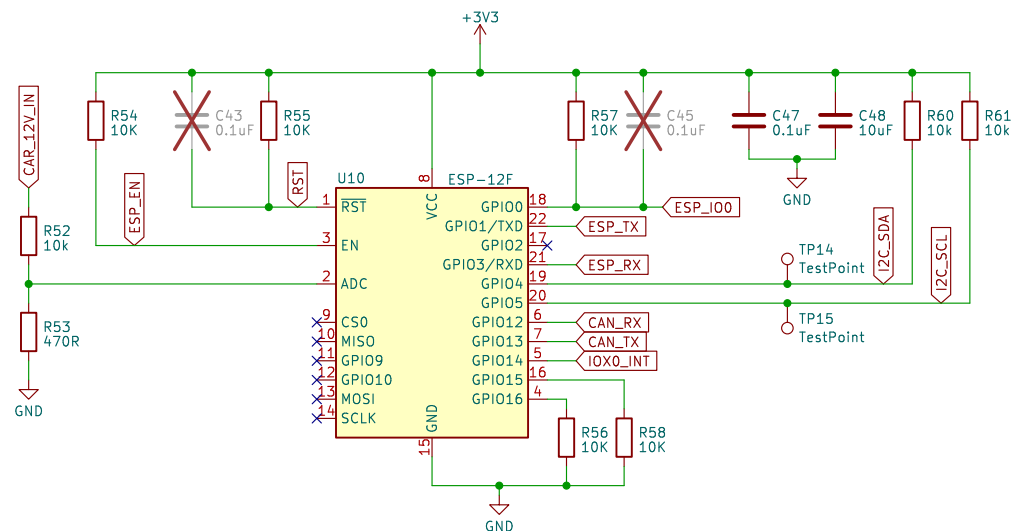 +3V3
CAR_12V_IN
R54
10K
C43
0.1uF
R55
10K
R57
10K
C45
0.1uF
C47
0.1uF
C48
10uF
R60
10k
R61
10k
ESP_EN
RST
U10
ESP-12F
GND
R52
10k
R53
470R
GND
8
VCC
1 RST
3 EN
2 ADC
9 CS0
10 MISO
11 GPIO9
12 GPIO10
13 MOSI
14 SCLK
GPIO0 18
GPIO1/TXD 22
GPIO2 17
GPIO3/RXD 21
GPIO4 19
GPIO5 20
GPIO12 6
GPIO13 7
GPIO14 5
GPIO15 16
GPIO16 4
GND
15
ESP_IO0
ESP_TX
ESP_RX
CAN_RX
CAN_TX
IOX0_INT
TP14
TestPoint
TP15
TestPoint
I2C_SDA
I2C_SCL
R56
10K
R58
10K
GND